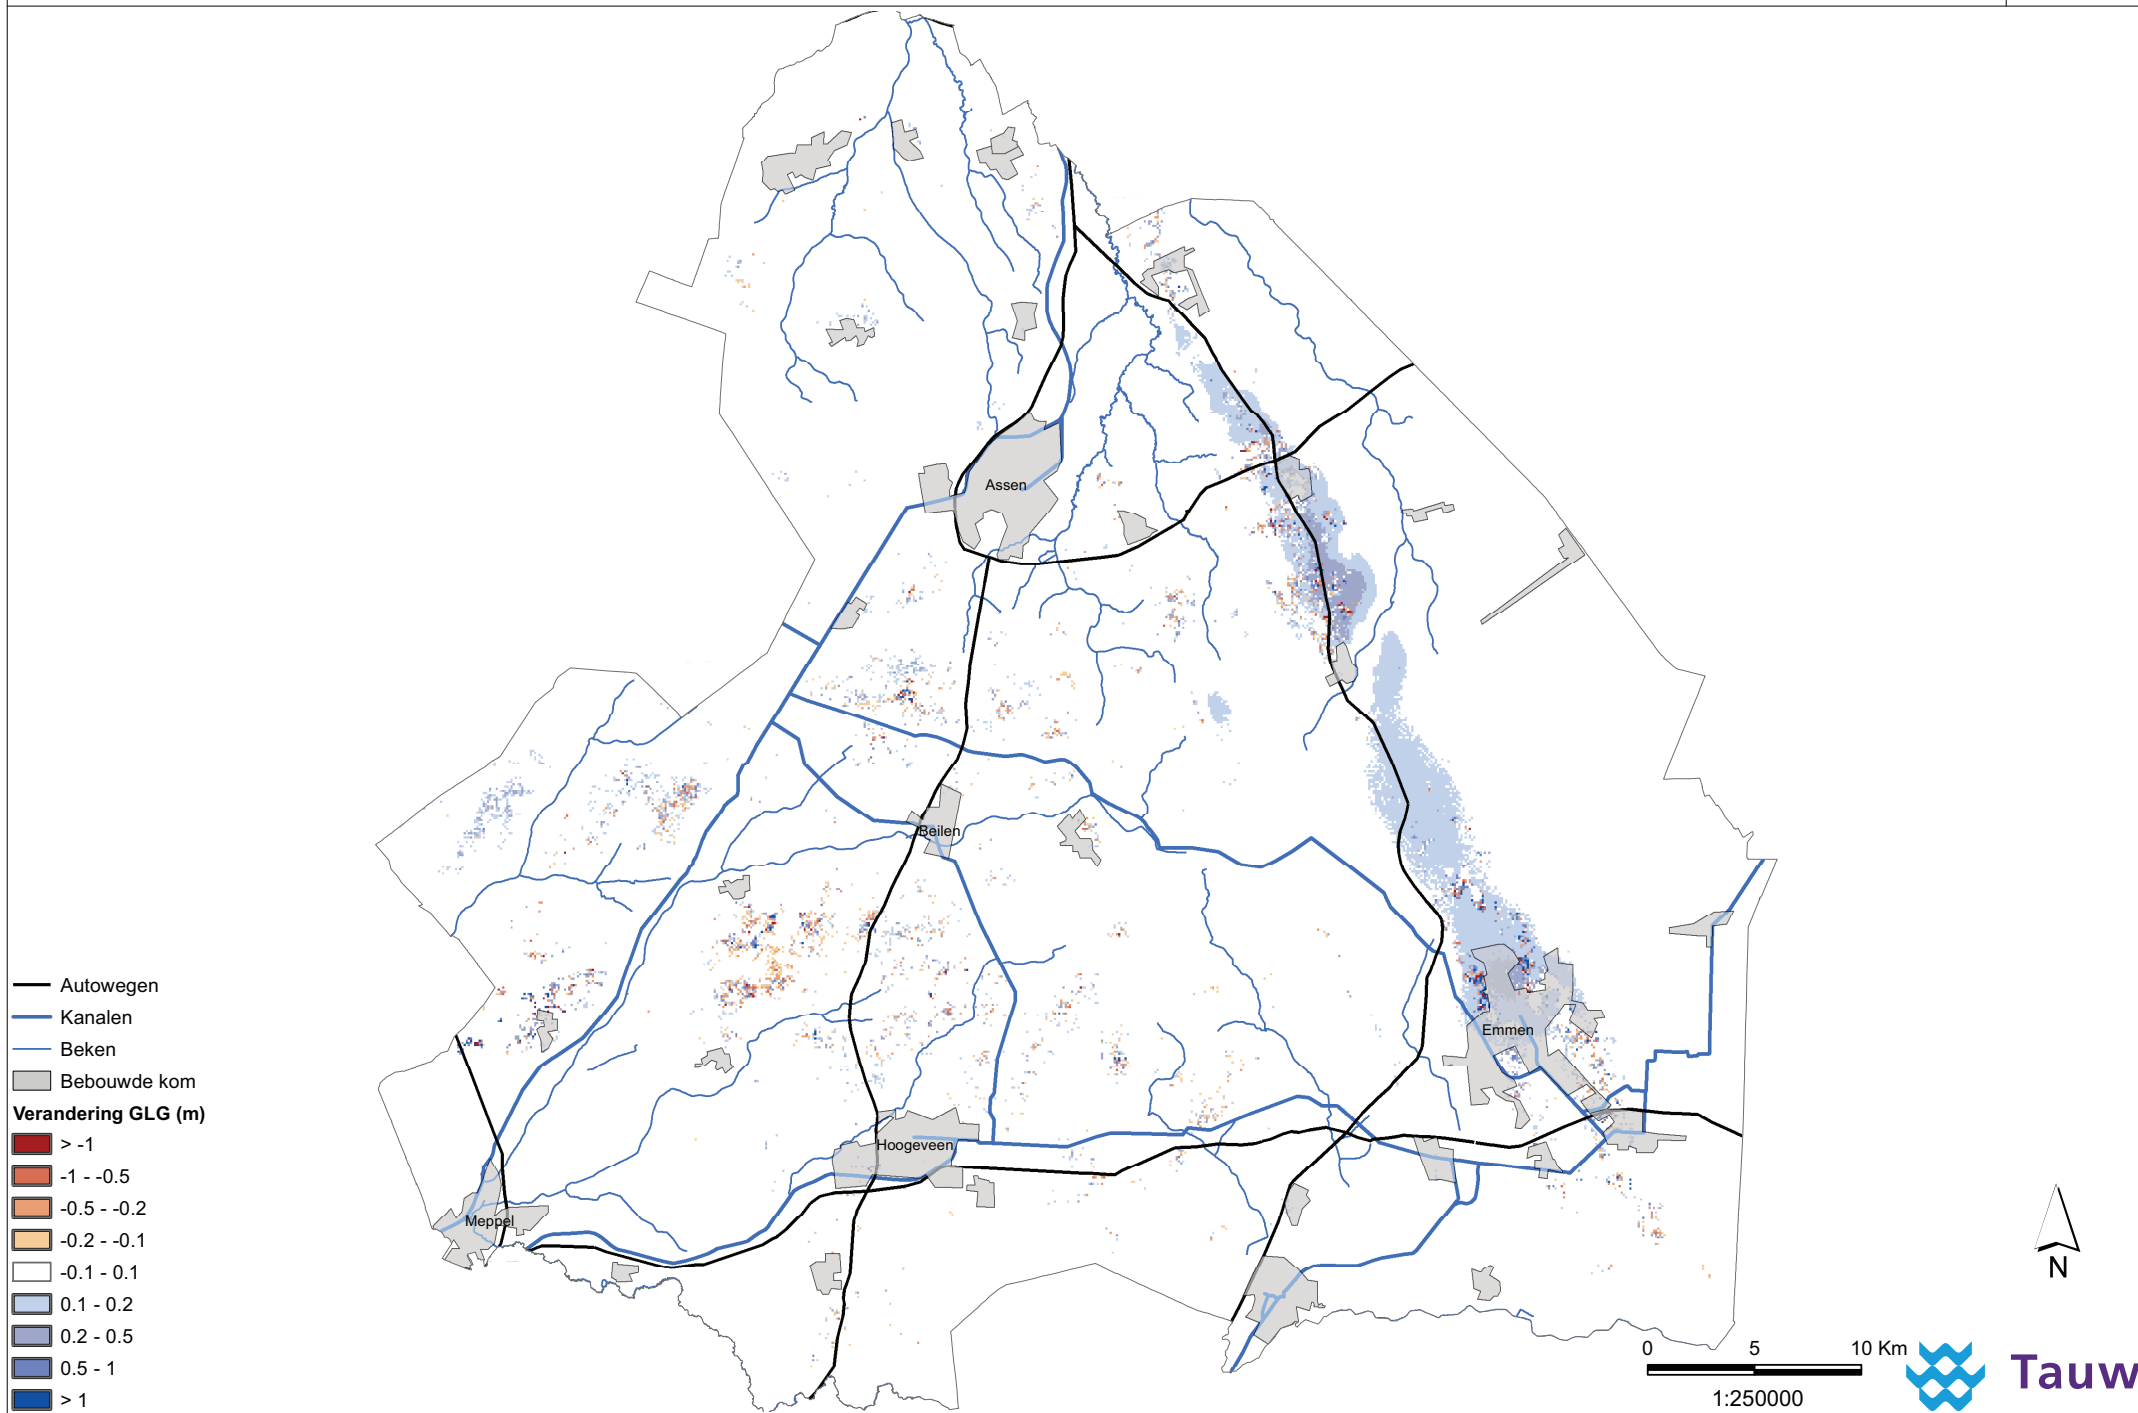 Assen
Beilen
Emmen
Hoogeveen
Meppel
Autowegen
Kanalen
Beken
Bebouwde kom
Verandering GLG (m)
> -1
-1 - -0.5
-0.5 - -0.2
-0.2 - -0.1
-0.1 - 0.1
0.1 - 0.2
0.2 - 0.5
0.5 - 1
> 1
N
0 5 10 Km
1:250000
Tauw